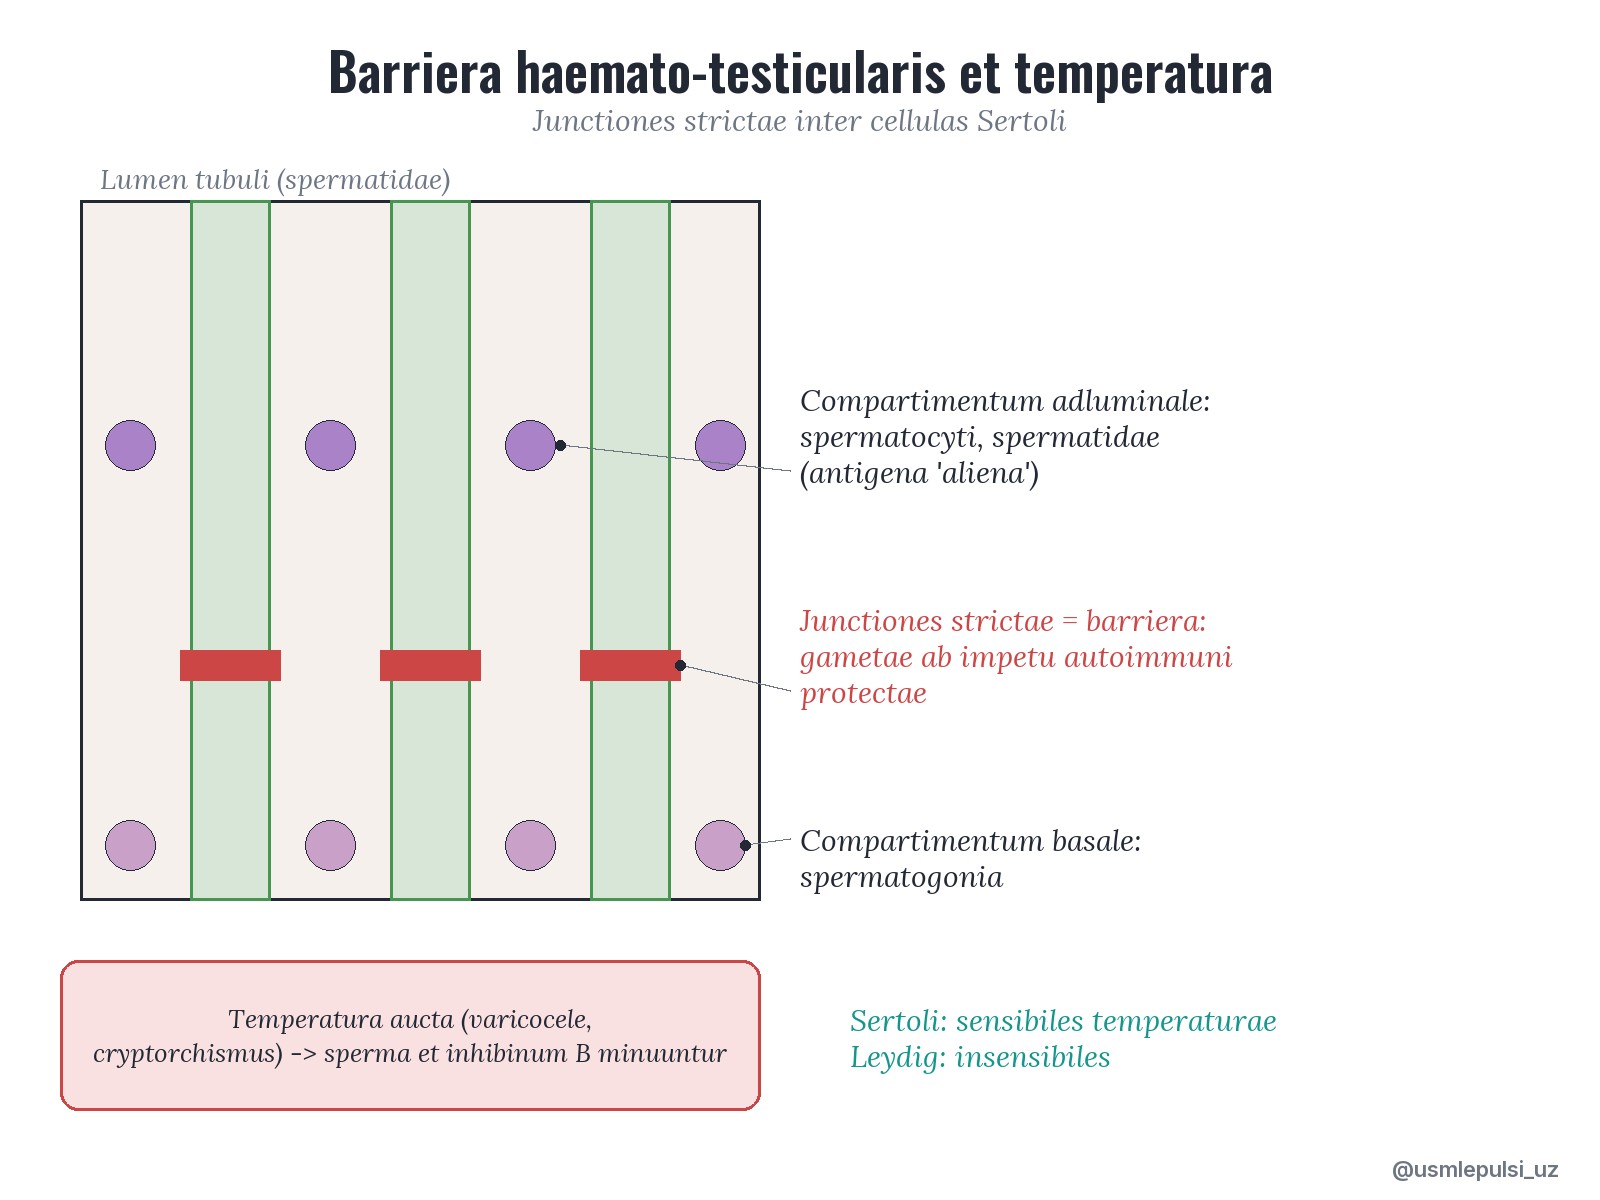 Barriera haemato-testicularis et temperatura
Junctiones strictae inter cellulas Sertoli
Lumen tubuli (spermatidae)
Compartimentum adluminale:
spermatocyti, spermatidae
(antigena 'aliena')
Junctiones strictae = barriera:
gametae ab impetu autoimmuni
protectae
Compartimentum basale:
spermatogonia
Temperatura aucta (varicocele,
cryptorchismus) -> sperma et inhibinum B minuuntur
Sertoli: sensibiles temperaturae
Leydig: insensibiles
@usmlepulsi_uz